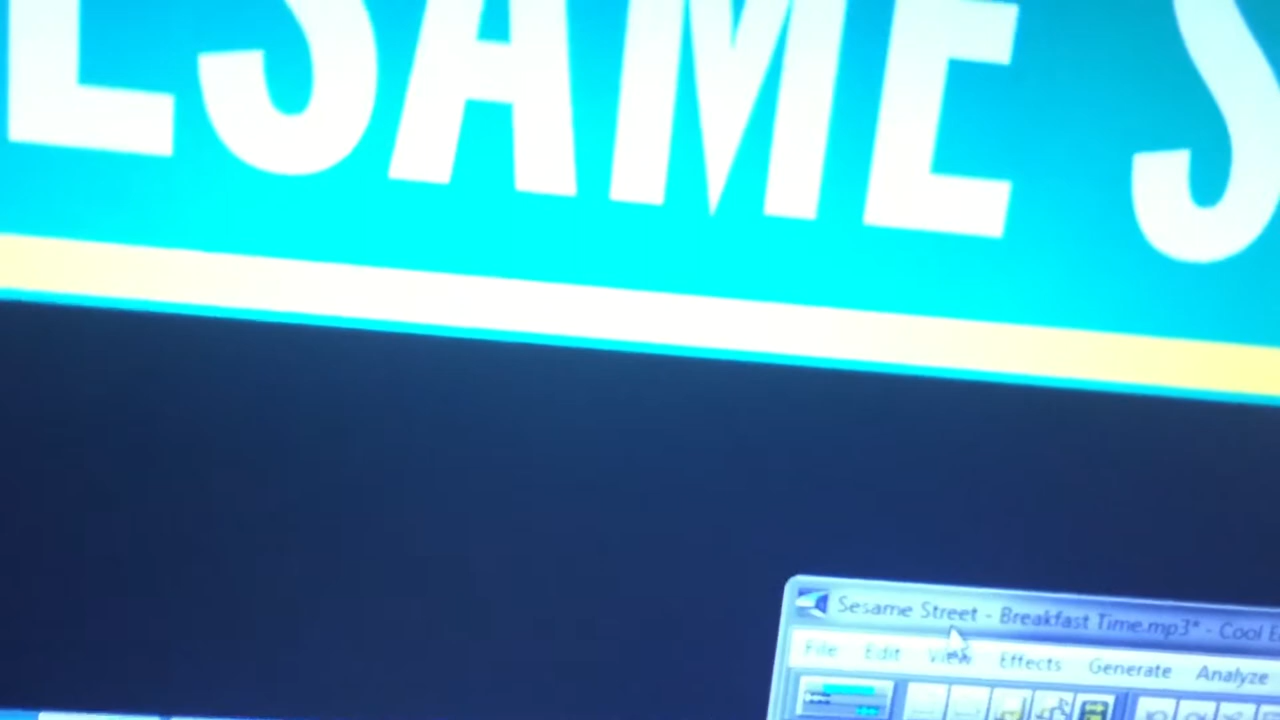 ESAME S
Sesame Street - Breakfast Time.mp3* - Cool E
File Edit View Effects Generate Analyze